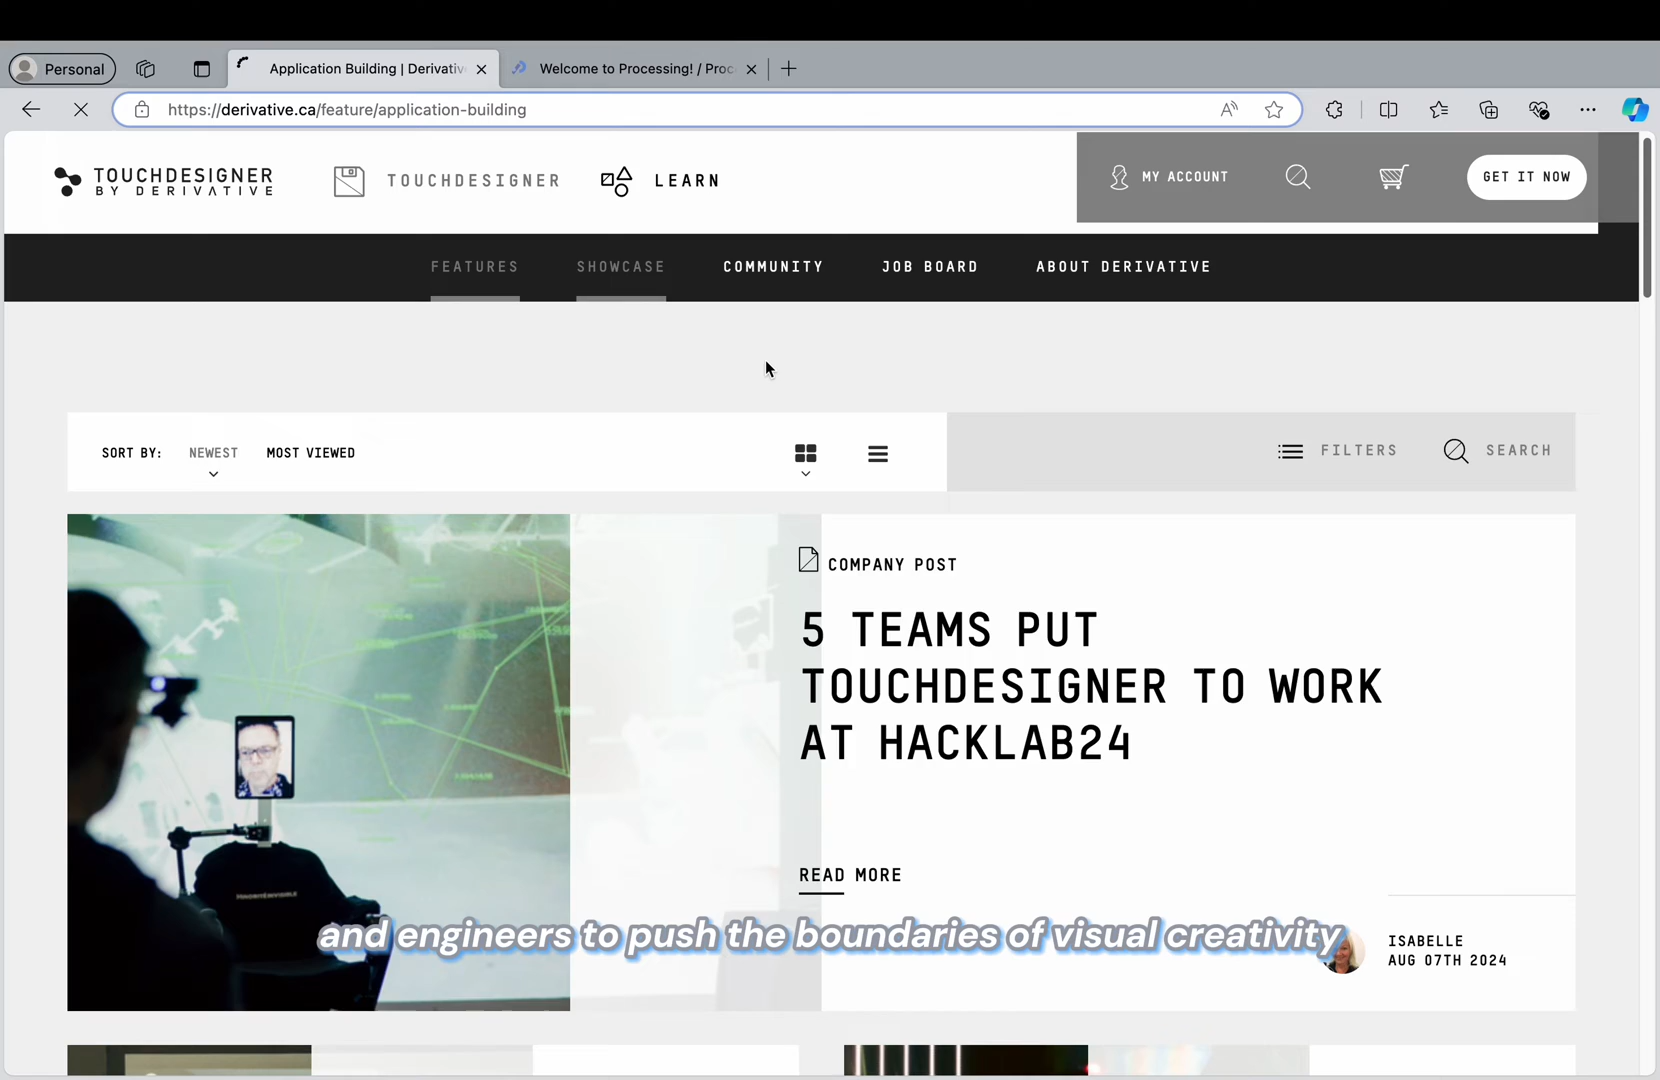 Personal
Application Building | Derivativ
Welcome to Processing! / Proc
https://derivative.ca/feature/application-building
TOUCHDESIGNER
BY DERIVATIVE
TOUCHDESIGNER
LEARN
MY ACCOUNT
GET IT NOW
FEATURES
SHOWCASE
COMMUNITY
JOB BOARD
ABOUT DERIVATIVE
SORT BY:
NEWEST
MOST VIEWED
FILTERS
SEARCH
COMPANY POST
5 TEAMS PUT
TOUCHDESIGNER TO WORK
AT HACKLAB24
READ MORE
and engineers to push the boundaries of visual creativity
ISABELLE
AUG 07TH 2024